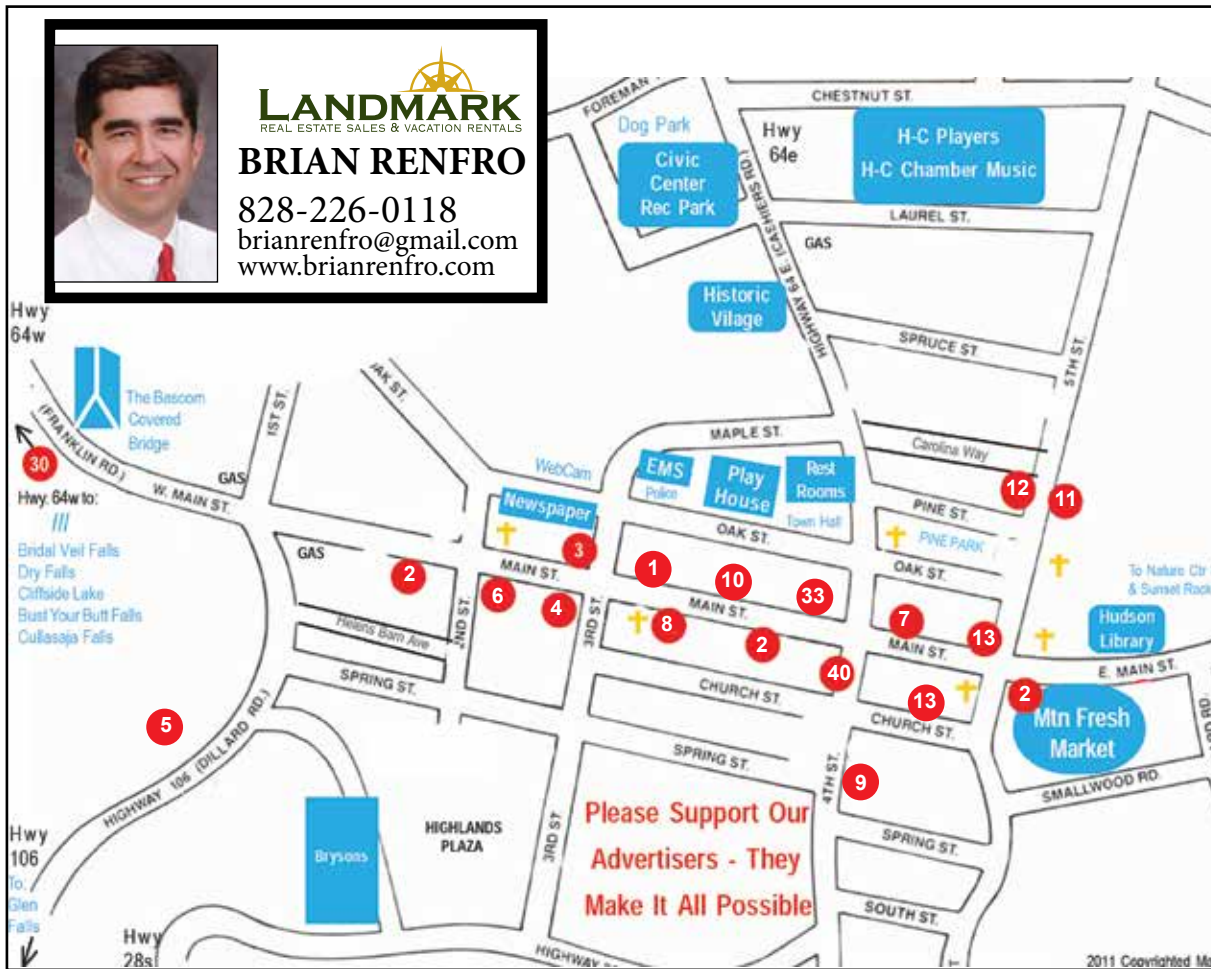 LANDMARK
REAL ESTATE SALES & VACATION RENTALS
BRIAN RENFRO
828-226-0118
brianrenfro@gmail.com
www.brianrenfro.com
FOREMAN
CHESTNUT ST.
Dog Park
Civic
Center
Rec Park
Hwy
64e
H-C Players
H-C Chamber Music
LAUREL ST.
GAS
HIGHWAY 64 E. (CASHIERS RD.)
Historic
Vilage
SPRUCE ST.
5TH ST.
Hwy
64w
The Bascom
Covered
Bridge
1ST ST.
(FRANKLIN RD.)
W. MAIN ST.
GAS
30
Hwy. 64w to:
Bridal Veil Falls
Dry Falls
Cliffside Lake
Bust Your Butt Falls
Cullasaja Falls
WebCam
Newspaper
MAPLE ST.
EMS
Police
Play
House
Rest
Rooms
Town Hall
Carolina Way
12
11
PINE ST.
PINE PARK
OAK ST.
OAK ST.
GAS
2
3
MAIN ST.
6
4
1
10
33
MAIN ST.
8
2
40
7
13
MAIN ST.
13
To Nature Ctr
& Sunset Rock
Hudson
Library
E. MAIN ST.
2
Mtn Fresh
Market
SMALLWOOD RD.
Helens Barn Ave
2ND ST.
3RD ST.
SPRING ST.
CHURCH ST.
CHURCH ST.
5
HIGHWAY 106 (DILLARD RD.)
SPRING ST.
4TH ST.
9
SPRING ST.
SOUTH ST.
Hwy
106
To:
Glen
Falls
Brysons
HIGHLANDS
PLAZA
3RD ST
Please Support Our
Advertisers - They
Make It All Possible
Hwy
28s
HIGHWAY
2011 Copyrighted Ma